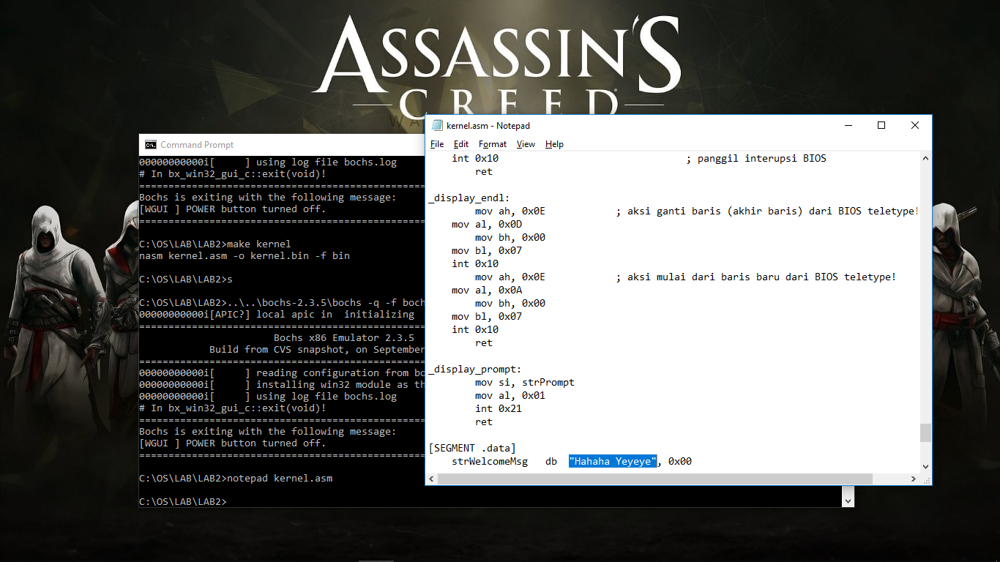 ASSASSIN'S
CREED
Command Prompt
00000000000i[     ] using log file bochs.log
# In bx_win32_gui_c::exit(void)!
=================================================
Bochs is exiting with the following message:
[WGUI ] POWER button turned off.
=================================================
C:\OS\LAB\LAB2>make kernel
nasm kernel.asm -o kernel.bin -f bin
C:\OS\LAB\LAB2>s
C:\OS\LAB\LAB2>..\..\bochs-2.3.5\bochs -q -f boch
00000000000i[APIC?] local apic in  initializing
=================================================
Bochs x86 Emulator 2.3.5
Build from CVS snapshot, on September
=================================================
00000000000i[     ] reading configuration from bo
00000000000i[     ] installing win32 module as th
00000000000i[     ] using log file bochs.log
# In bx_win32_gui_c::exit(void)!
=================================================
Bochs is exiting with the following message:
[WGUI ] POWER button turned off.
=================================================
C:\OS\LAB\LAB2>notepad kernel.asm
C:\OS\LAB\LAB2>
kernel.asm - Notepad
File Edit Format View Help
int 0x10 ; panggil interupsi BIOS
ret
_display_endl:
mov ah, 0x0E ; aksi ganti baris (akhir baris) dari BIOS teletype!
mov al, 0x0D
mov bh, 0x00
mov bl, 0x07
int 0x10
mov ah, 0x0E ; aksi mulai dari baris baru dari BIOS teletype!
mov al, 0x0A
mov bh, 0x00
mov bl, 0x07
int 0x10
ret
_display_prompt:
mov si, strPrompt
mov al, 0x01
int 0x21
ret
[SEGMENT .data]
strWelcomeMsg db "Hahaha Yeyeye", 0x00